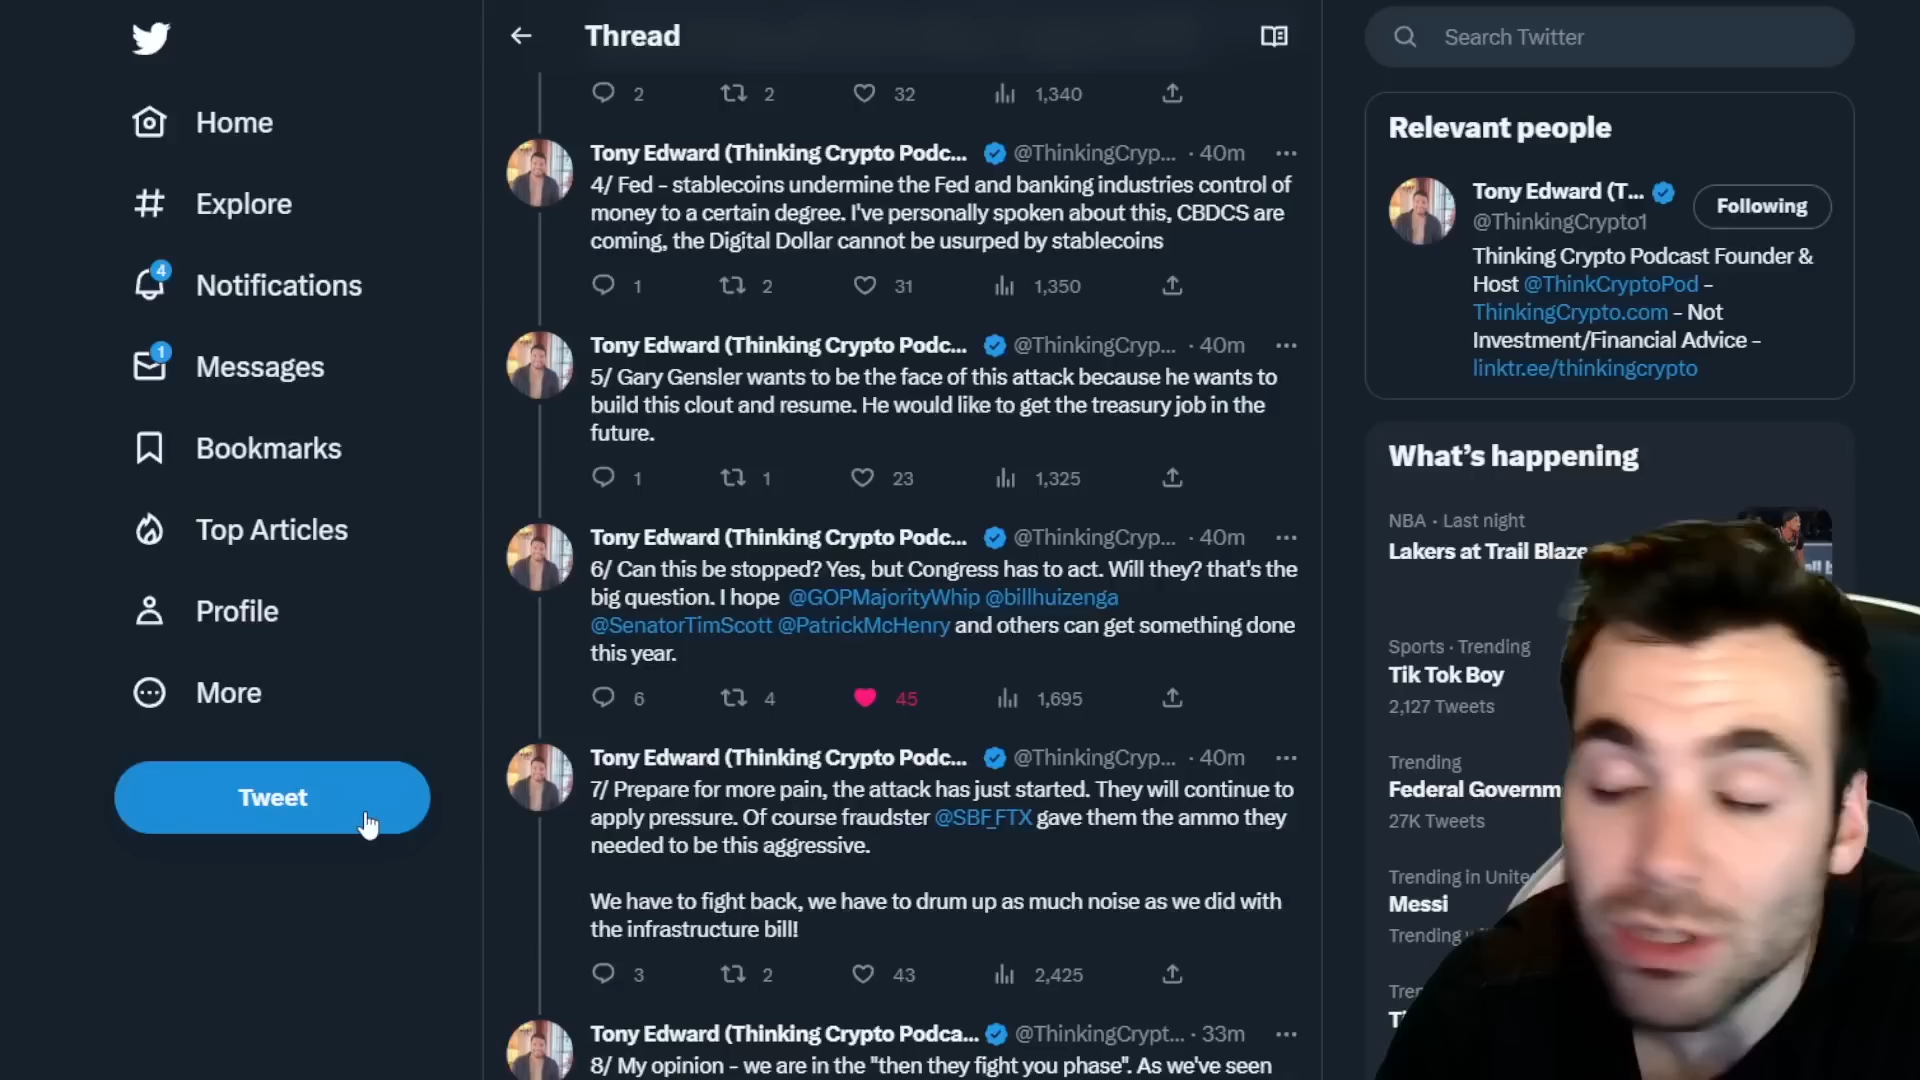 Thread
Search Twitter
2 2 32 1,340
Home
Explore
4
Notifications
1
Messages
Bookmarks
Top Articles
Profile
More
Tweet
Tony Edward (Thinking Crypto Podc... @ThinkingCryp... · 40m ···
4/ Fed - stablecoins undermine the Fed and banking industries control of
money to a certain degree. I've personally spoken about this, CBDCS are
coming, the Digital Dollar cannot be usurped by stablecoins
1 2 31 1,350
Tony Edward (Thinking Crypto Podc... @ThinkingCryp... · 40m ···
5/ Gary Gensler wants to be the face of this attack because he wants to
build this clout and resume. He would like to get the treasury job in the
future.
1 1 23 1,325
Tony Edward (Thinking Crypto Podc... @ThinkingCryp... · 40m ···
6/ Can this be stopped? Yes, but Congress has to act. Will they? that's the
big question. I hope @GOPMajorityWhip @billhuizenga
@SenatorTimScott @PatrickMcHenry and others can get something done
this year.
6 4 45 1,695
Tony Edward (Thinking Crypto Podc... @ThinkingCryp... · 40m ···
7/ Prepare for more pain, the attack has just started. They will continue to
apply pressure. Of course fraudster @SBF_FTX gave them the ammo they
needed to be this aggressive.
We have to fight back, we have to drum up as much noise as we did with
the infrastructure bill!
3 2 43 2,425
Tony Edward (Thinking Crypto Podca... @ThinkingCrypt... · 33m ···
8/ My opinion - we are in the "then they fight you phase". As we've seen
Relevant people
Tony Edward (T...
@ThinkingCrypto1
Following
Thinking Crypto Podcast Founder &
Host @ThinkCryptoPod -
ThinkingCrypto.com - Not
Investment/Financial Advice -
linktr.ee/thinkingcrypto
What's happening
NBA · Last night
Lakers at Trail Blaze
Sports · Trending
Tik Tok Boy
2,127 Tweets
Trending
Federal Governm
27K Tweets
Trending in Unite
Messi
Trending